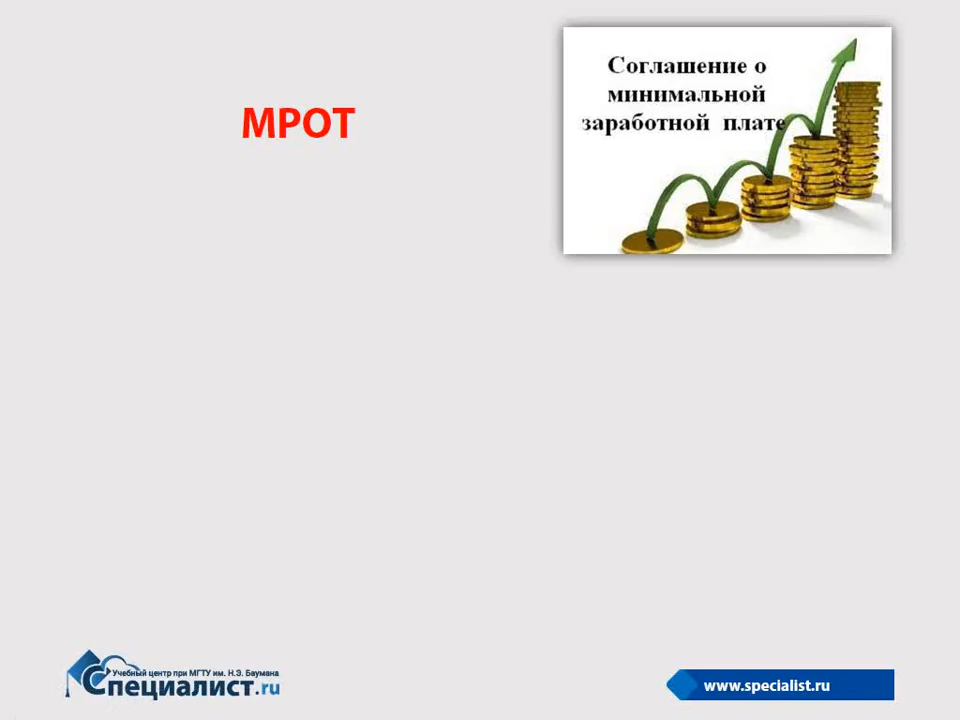 МРОТ
Соглашение о
минимальной
заработной плате
Учебный центр при МГТУ им. Н.Э. Баумана
Специалист.ru
www.specialist.ru